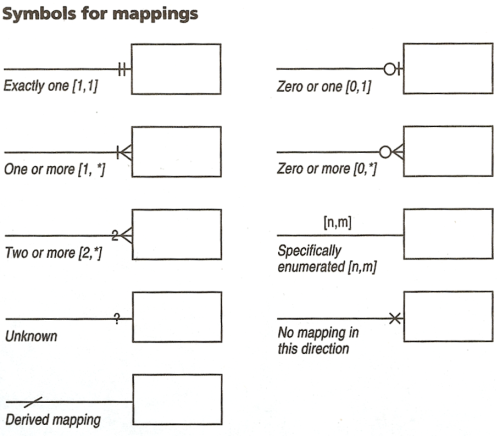 Symbols for mappings
Exactly one [1,1]
Zero or one [0,1]
One or more [1, *]
Zero or more [0,*]
2
Two or more [2,*]
[n,m]
Specifically
enumerated [n,m]
?
Unknown
No mapping in
this direction
Derived mapping